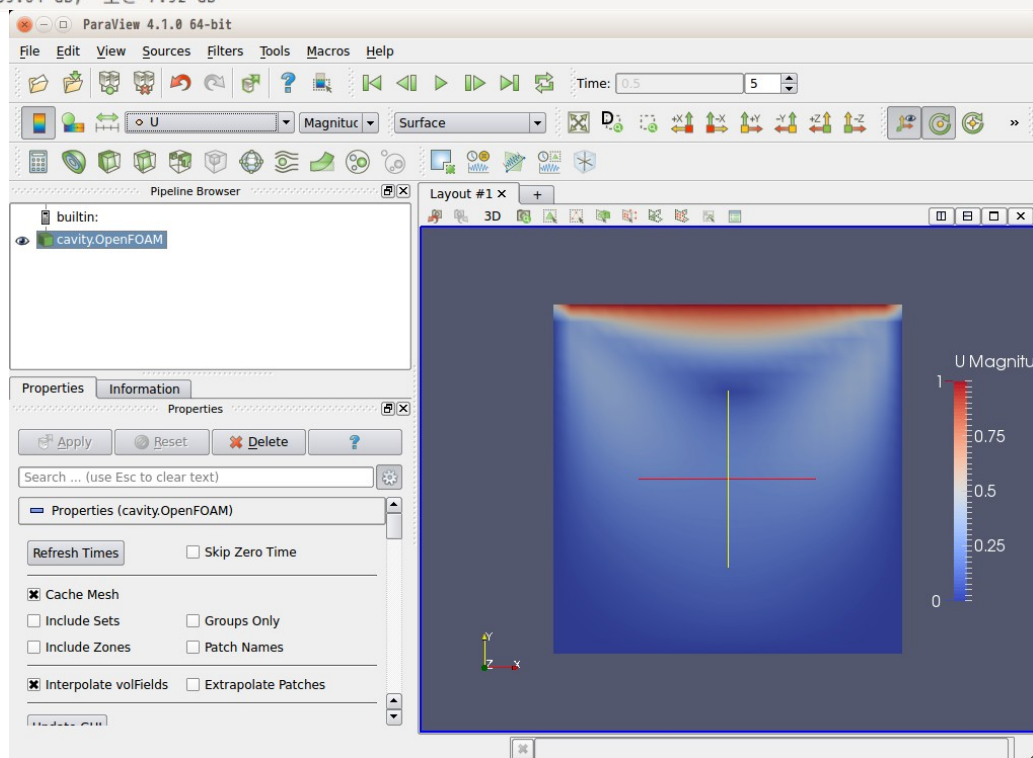 ParaView 4.1.0 64-bit
File Edit View Sources Filters Tools Macros Help
Time: 0.5 5
U Magnituc Surface »
Pipeline Browser
builtin:
cavity.OpenFOAM
Properties Information
Properties
Apply Reset Delete ?
Search ... (use Esc to clear text)
Properties (cavity.OpenFOAM)
Refresh Times Skip Zero Time
Cache Mesh
Include Sets Groups Only
Include Zones Patch Names
Interpolate volFields Extrapolate Patches
Layout #1 × +
3D
U Magnitu
1
0.75
0.5
0.25
0
Y
Z X